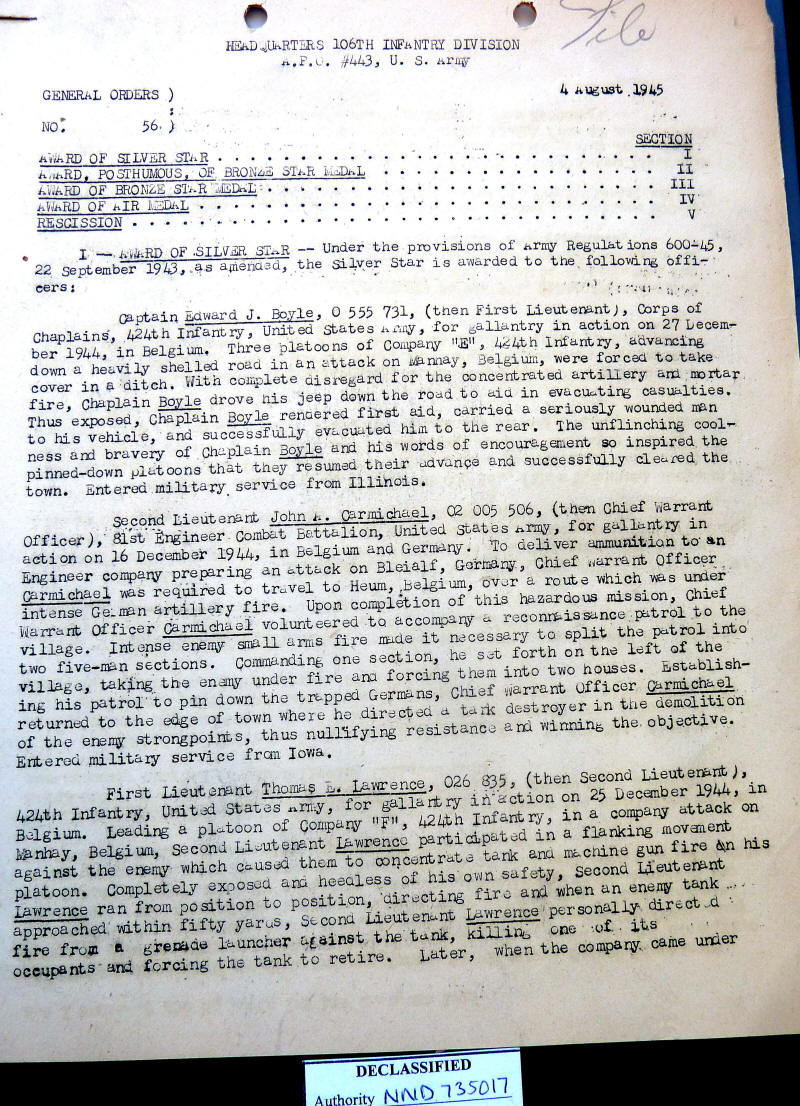 File
HEADQUARTERS 106TH INFANTRY DIVISION
A.P.O. #443, U. S. Army
GENERAL ORDERS )
:
4 August 1945
NO. 56. )
SECTION
AWARD OF SILVER STAR . . . . . . . . . . . . . . . . . . . . . . . . . . . . I
AWARD, POSTHUMOUS, OF BRONZE STAR MEDAL . . . . . . . . . . . . . . . . . . II
AWARD OF BRONZE STAR MEDAL . . . . . . . . . . . . . . . . . . . . . . . . . III
AWARD OF AIR MEDAL . . . . . . . . . . . . . . . . . . . . . . . . . . . . . IV
RESCISSION . . . . . . . . . . . . . . . . . . . . . . . . . . . . . . . . . V
I — AWARD OF SILVER STAR -- Under the provisions of Army Regulations 600-45,
22 September 1943, as amended, the Silver Star is awarded to the following offi-
cers:
Captain Edward J. Boyle, O 555 731, (then First Lieutenant), Corps of
Chaplains, 424th Infantry, United States Army, for gallantry in action on 27 Decem-
ber 1944, in Belgium. Three platoons of Company "E", 424th Infantry, advancing
down a heavily shelled road in an attack on Manhay, Belgium, were forced to take
cover in a ditch. With complete disregard for the concentrated artillery and mortar
fire, Chaplain Boyle drove his jeep down the road to aid in evacuating casualties.
Thus exposed, Chaplain Boyle rendered first aid, carried a seriously wounded man
to his vehicle, and successfully evacuated him to the rear. The unflinching cool-
ness and bravery of Chaplain Boyle and his words of encouragement so inspired the
pinned-down platoons that they resumed their advance and successfully cleared the
town. Entered military service from Illinois.
Second Lieutenant John A. Carmichael, O2 005 506, (then Chief Warrant
Officer), 81st Engineer Combat Battalion, United States Army, for gallantry in
action on 16 December 1944, in Belgium and Germany. To deliver ammunition to an
Engineer company preparing an attack on Bleialf, Germany, Chief Warrant Officer
Carmichael was required to travel to Heum, Belgium, over a route which was under
intense German artillery fire. Upon completion of this hazardous mission, Chief
Warrant Officer Carmichael volunteered to accompany a reconnaissance patrol to the
village. Intense enemy small arms fire made it necessary to split the patrol into
two five-man sections. Commanding one section, he set forth on the left of the
village, taking the enemy under fire and forcing them into two houses. Establish-
ing his patrol to pin down the trapped Germans, Chief Warrant Officer Carmichael
returned to the edge of town where he directed a tank destroyer in the demolition
of the enemy strongpoints, thus nullifying resistance and winning the objective.
Entered military service from Iowa.
First Lieutenant Thomas E. Lawrence, O26 835, (then Second Lieutenant),
424th Infantry, United States Army, for gallantry in action on 25 December 1944, in
Belgium. Leading a platoon of Company "F", 424th Infantry, in a company attack on
Manhay, Belgium, Second Lieutenant Lawrence participated in a flanking movement
against the enemy which caused them to concentrate tank and machine gun fire on his
platoon. Completely exposed and heedless of his own safety, Second Lieutenant
Lawrence ran from position to position, directing fire and when an enemy tank
approached within fifty yards, Second Lieutenant Lawrence personally directed
fire from a grenade launcher against the tank, killing one of its
occupants and forcing the tank to retire. Later, when the company came under
DECLASSIFIED
Authority NND 735017